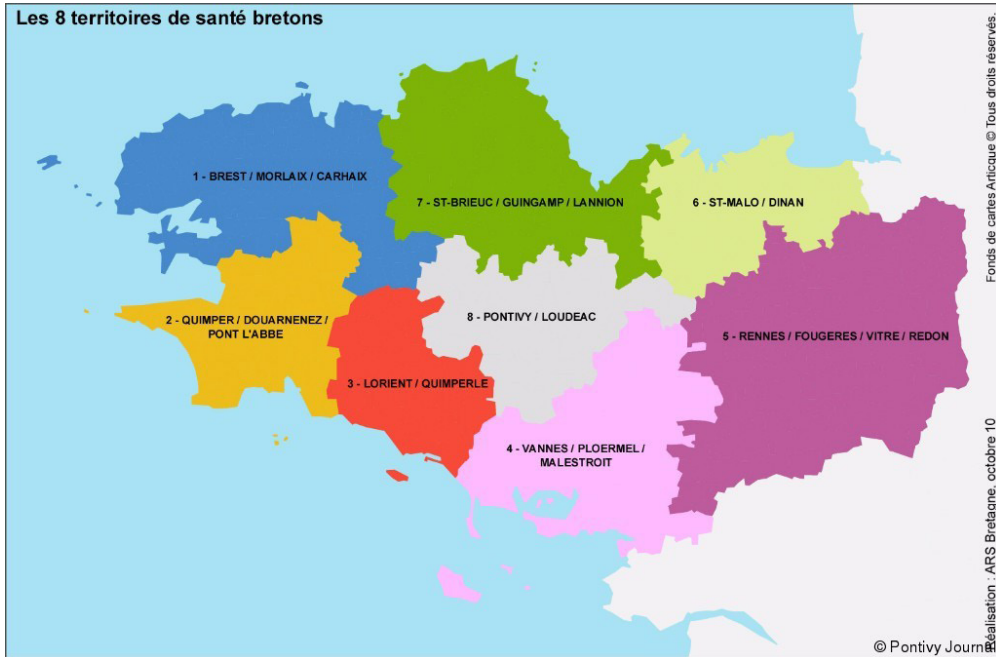 Les 8 territoires de santé bretons
1 - BREST / MORLAIX / CARHAIX
7 - ST-BRIEUC / GUINGAMP / LANNION
6 - ST-MALO / DINAN
2 - QUIMPER / DOUARNENEZ /
PONT L'ABBE
8 - PONTIVY / LOUDEAC
5 - RENNES / FOUGERES / VITRE / REDON
3 - LORIENT / QUIMPERLE
4 - VANNES / PLOERMEL /
MALESTROIT
Fonds de cartes Articque © Tous droits réservés.
Réalisation : ARS Bretagne, octobre 10
© Pontivy Journ